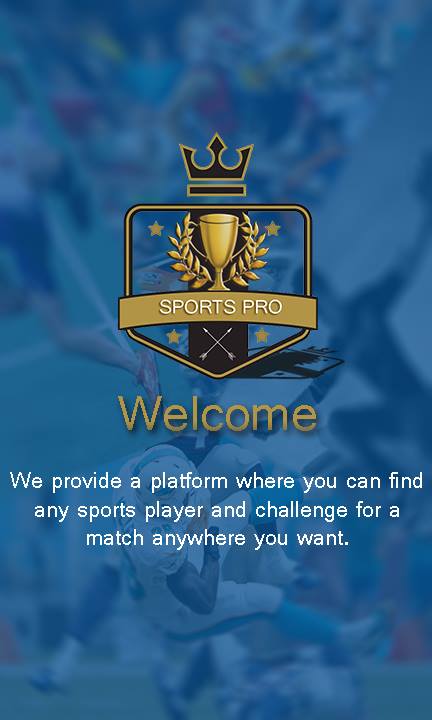 SPORTS PRO
Welcome
We provide a platform where you can find
any sports player and challenge for a
match anywhere you want.